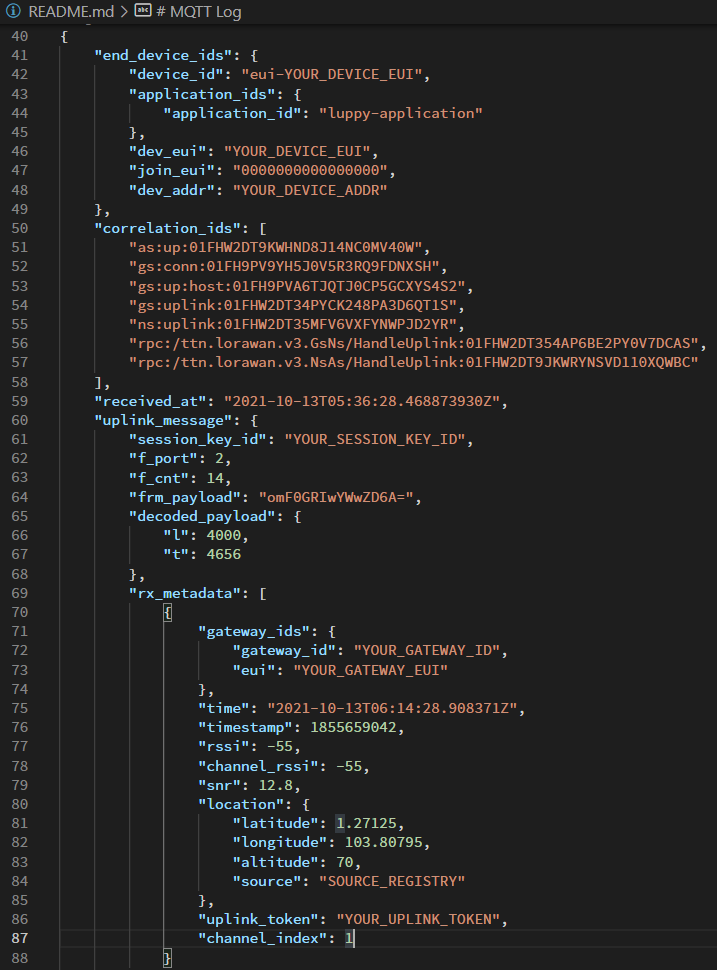 README.md > # MQTT Log
40 {
41 "end_device_ids": {
42 "device_id": "eui-YOUR_DEVICE_EUI",
43 "application_ids": {
44 "application_id": "luppy-application"
45 },
46 "dev_eui": "YOUR_DEVICE_EUI",
47 "join_eui": "0000000000000000",
48 "dev_addr": "YOUR_DEVICE_ADDR"
49 },
50 "correlation_ids": [
51 "as:up:01FHW2DT9KWHND8J14NC0MV40W",
52 "gs:conn:01FH9PV9YH5J0V5R3RQ9FDNXSH",
53 "gs:up:host:01FH9PVA6TJQTJ0CP5GCXYS4S2",
54 "gs:uplink:01FHW2DT34PYCK248PA3D6QT1S",
55 "ns:uplink:01FHW2DT35MFV6VXFYNWPJD2YR",
56 "rpc:/ttn.lorawan.v3.GsNs/HandleUplink:01FHW2DT354AP6BE2PY0V7DCAS",
57 "rpc:/ttn.lorawan.v3.NsAs/HandleUplink:01FHW2DT9JKWRYNSVD110XQWBC"
58 ],
59 "received_at": "2021-10-13T05:36:28.468873930Z",
60 "uplink_message": {
61 "session_key_id": "YOUR_SESSION_KEY_ID",
62 "f_port": 2,
63 "f_cnt": 14,
64 "frm_payload": "omF0GRIwYWwZD6A=",
65 "decoded_payload": {
66 "l": 4000,
67 "t": 4656
68 },
69 "rx_metadata": [
70 {
71 "gateway_ids": {
72 "gateway_id": "YOUR_GATEWAY_ID",
73 "eui": "YOUR_GATEWAY_EUI"
74 },
75 "time": "2021-10-13T06:14:28.908371Z",
76 "timestamp": 1855659042,
77 "rssi": -55,
78 "channel_rssi": -55,
79 "snr": 12.8,
80 "location": {
81 "latitude": 1.27125,
82 "longitude": 103.80795,
83 "altitude": 70,
84 "source": "SOURCE_REGISTRY"
85 },
86 "uplink_token": "YOUR_UPLINK_TOKEN",
87 "channel_index": 1
88 }